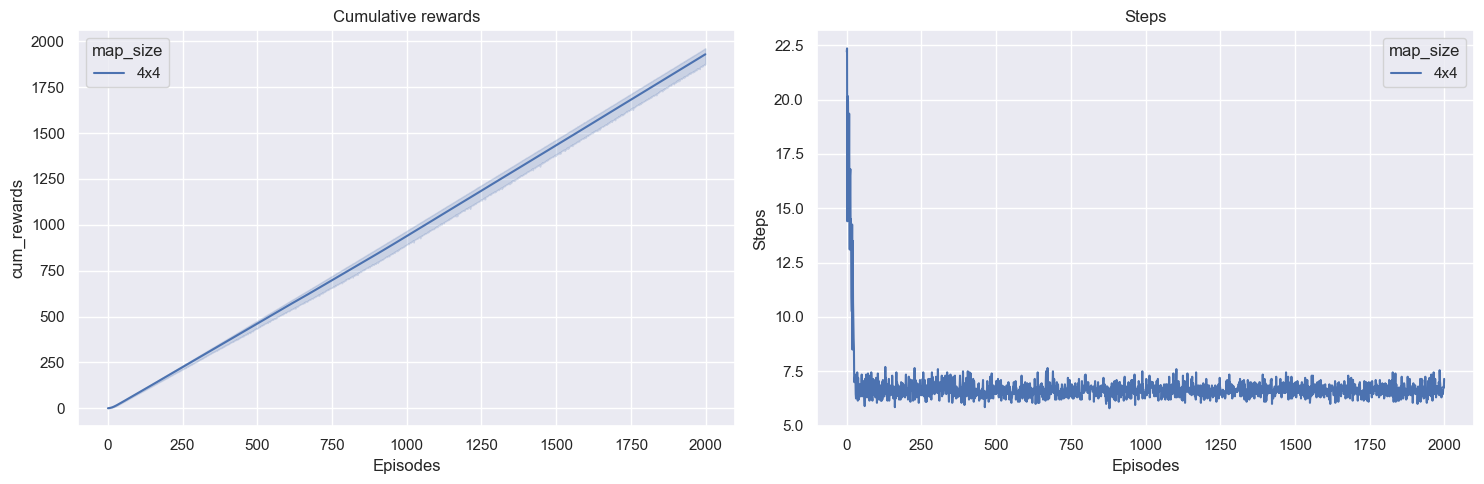 Cumulative rewards
map_size
4x4
2000
1750
1500
1250
1000
750
500
250
0
cum_rewards
0 250 500 750 1000 1250 1500 1750 2000
Episodes
Steps
map_size
4x4
22.5
20.0
17.5
15.0
12.5
10.0
7.5
5.0
Steps
0 250 500 750 1000 1250 1500 1750 2000
Episodes